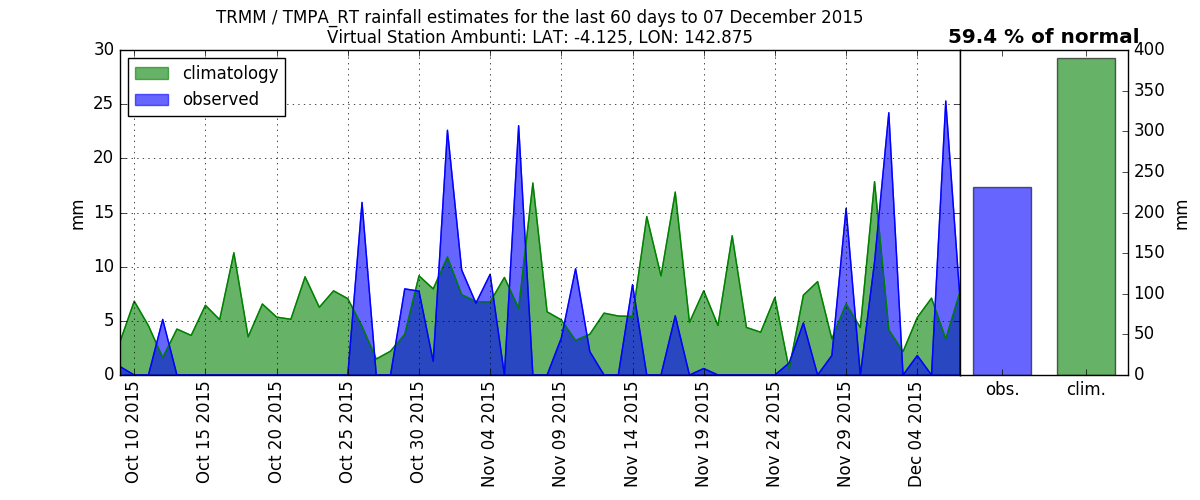 TRMM / TMPA_RT rainfall estimates for the last 60 days to 07 December 2015
Virtual Station Ambunti: LAT: -4.125, LON: 142.875
59.4 % of normal
climatology
observed
30
25
20
15
10
5
0
mm
400
350
300
250
200
150
100
50
0
mm
Oct 10 2015
Oct 15 2015
Oct 20 2015
Oct 25 2015
Oct 30 2015
Nov 04 2015
Nov 09 2015
Nov 14 2015
Nov 19 2015
Nov 24 2015
Nov 29 2015
Dec 04 2015
obs.
clim.